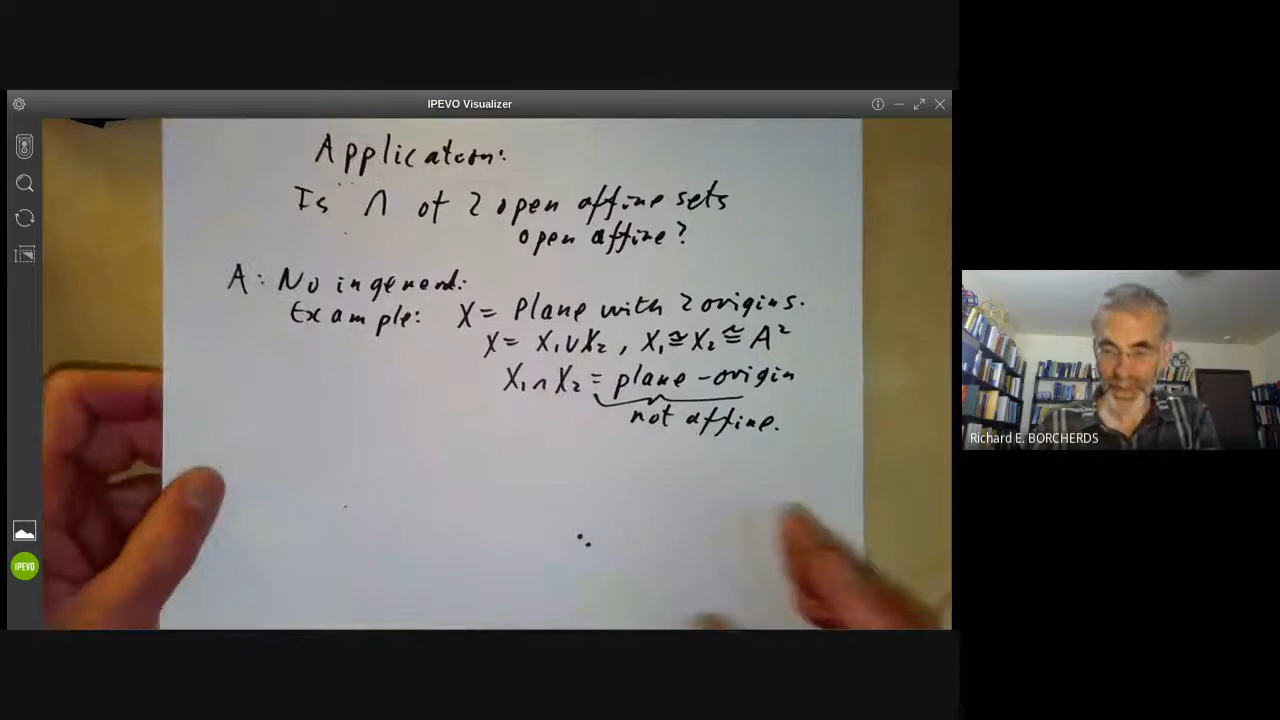 IPEVO Visualizer
Application:
Is ∩ of 2 open affine sets
open affine?
A: No in general.
Example: X = Plane with 2 origins.
X = X₁∪X₂, X₁≅X₂≅A²
X₁∩X₂ = plane - origin
not affine.
Richard E. BORCHERDS
IPEVO